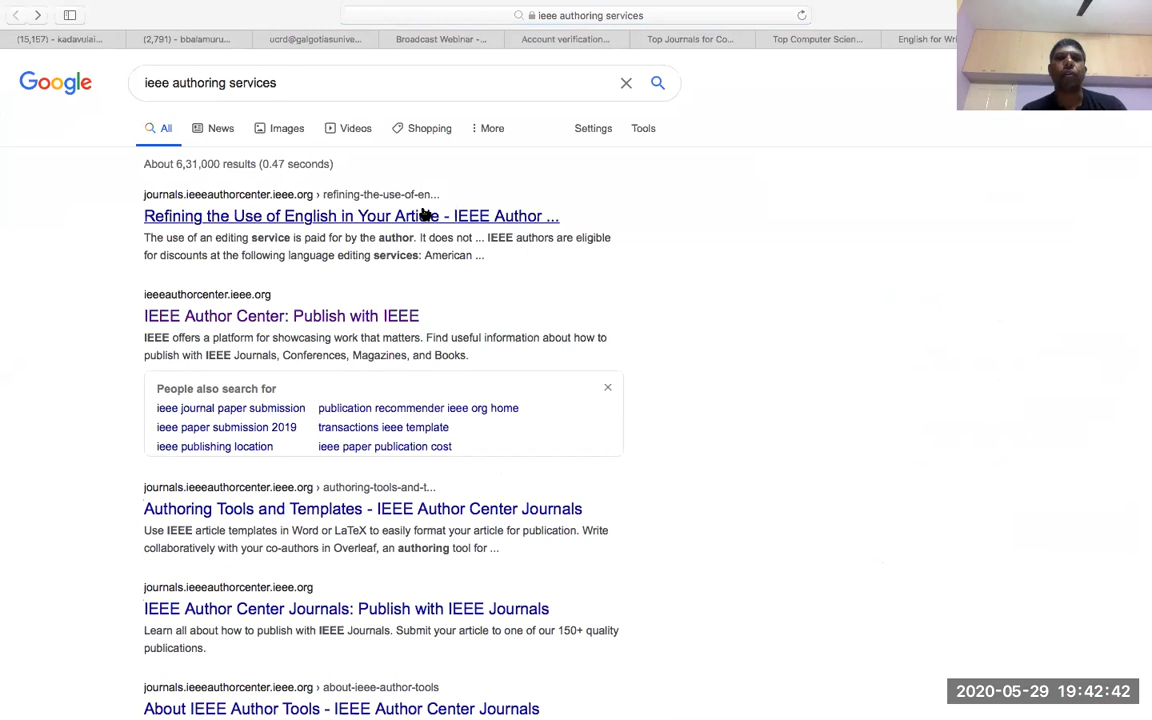 ieee authoring services
(15,157) - kadavulai...
(2,791) - bbalamuru...
ucrd@galgotiasunive...
Broadcast Webinar -...
Account verification...
Top Journals for Co...
Top Computer Scien...
English for Wri
Google
ieee authoring services
All
News
Images
Videos
Shopping
More
Settings
Tools
About 6,31,000 results (0.47 seconds)
journals.ieeeauthorcenter.ieee.org › refining-the-use-of-en...
Refining the Use of English in Your Article - IEEE Author ...
The use of an editing service is paid for by the author. It does not ... IEEE authors are eligible
for discounts at the following language editing services: American ...
ieeeauthorcenter.ieee.org
IEEE Author Center: Publish with IEEE
IEEE offers a platform for showcasing work that matters. Find useful information about how to
publish with IEEE Journals, Conferences, Magazines, and Books.
People also search for
ieee journal paper submission
publication recommender ieee org home
ieee paper submission 2019
transactions ieee template
ieee publishing location
ieee paper publication cost
journals.ieeeauthorcenter.ieee.org › authoring-tools-and-t...
Authoring Tools and Templates - IEEE Author Center Journals
Use IEEE article templates in Word or LaTeX to easily format your article for publication. Write
collaboratively with your co-authors in Overleaf, an authoring tool for ...
journals.ieeeauthorcenter.ieee.org
IEEE Author Center Journals: Publish with IEEE Journals
Learn all about how to publish with IEEE Journals. Submit your article to one of our 150+ quality
publications.
journals.ieeeauthorcenter.ieee.org › about-ieee-author-tools
About IEEE Author Tools - IEEE Author Center Journals
2020-05-29 19:42:42